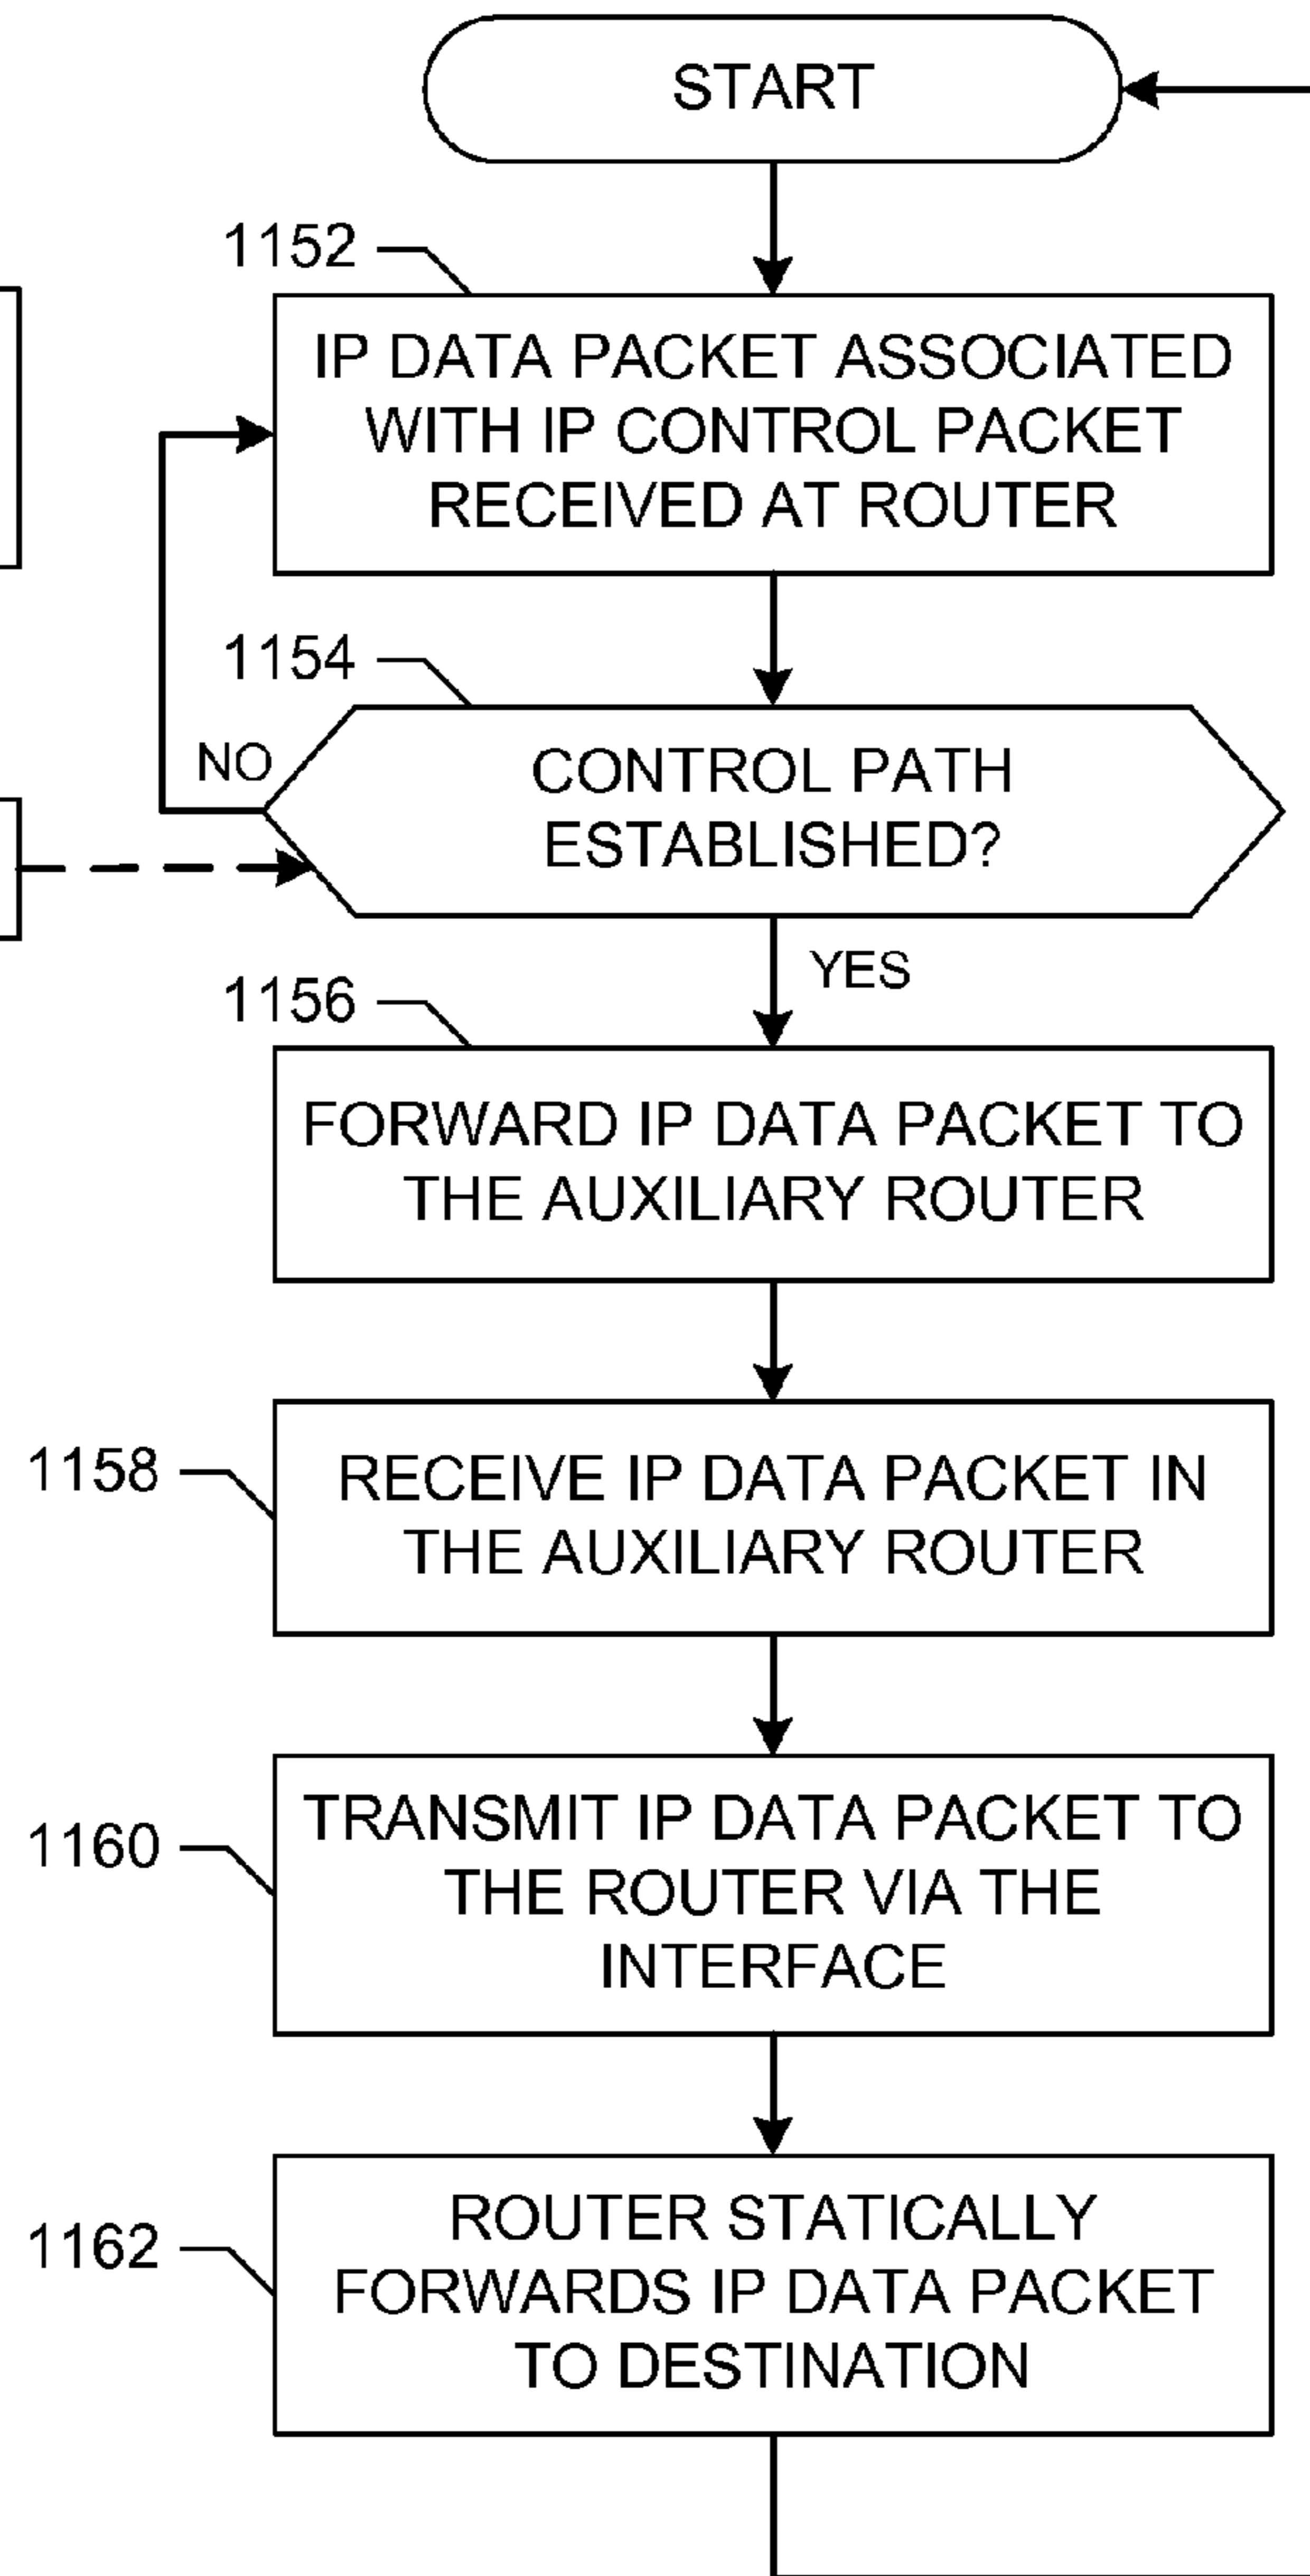 START
1152
IP DATA PACKET ASSOCIATED
WITH IP CONTROL PACKET
RECEIVED AT ROUTER
1154
NO
CONTROL PATH
ESTABLISHED?
YES
1156
FORWARD IP DATA PACKET TO
THE AUXILIARY ROUTER
1158
RECEIVE IP DATA PACKET IN
THE AUXILIARY ROUTER
1160
TRANSMIT IP DATA PACKET TO
THE ROUTER VIA THE
INTERFACE
1162
ROUTER STATICALLY
FORWARDS IP DATA PACKET
TO DESTINATION